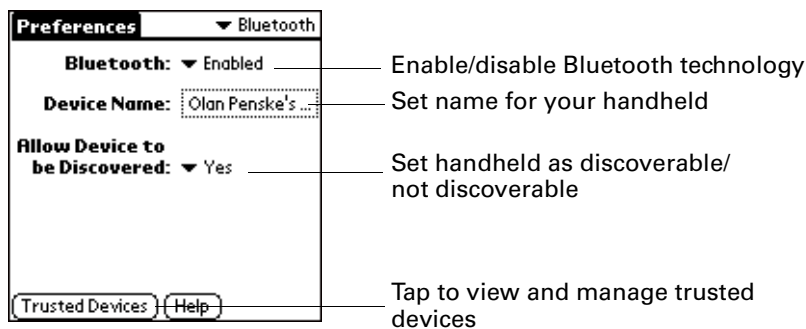 Preferences
Bluetooth
Bluetooth: Enabled
Enable/disable Bluetooth technology
Device Name: Olan Penske's ...
Set name for your handheld
Allow Device to
be Discovered: Yes
Set handheld as discoverable/
not discoverable
Trusted Devices
Help
Tap to view and manage trusted
devices